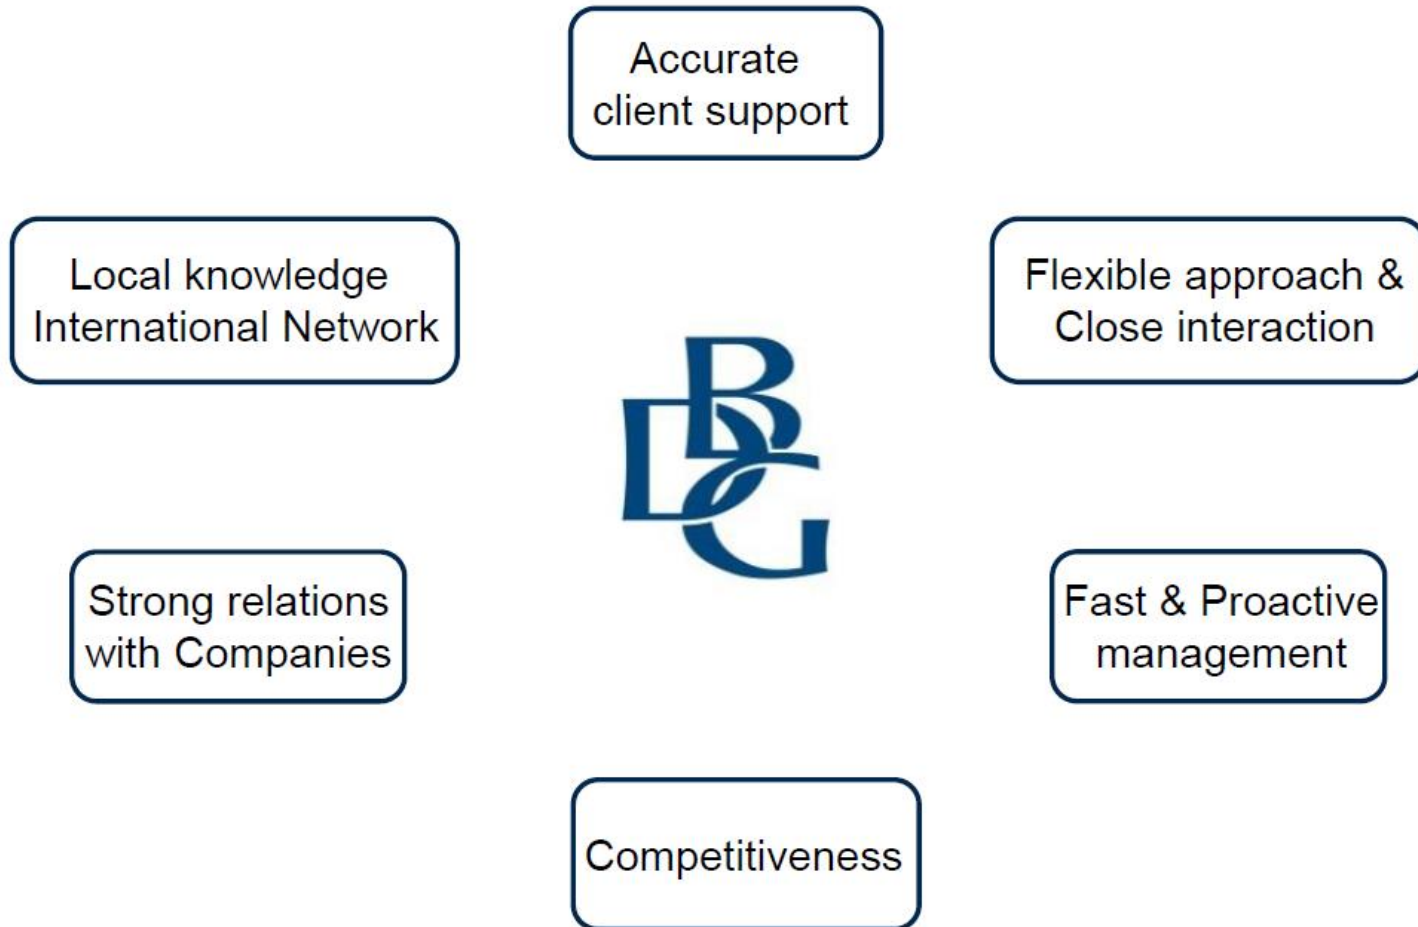 Accurate
client support
Local knowledge
International Network
Flexible approach &
Close interaction
DBG
Strong relations
with Companies
Fast & Proactive
management
Competitiveness